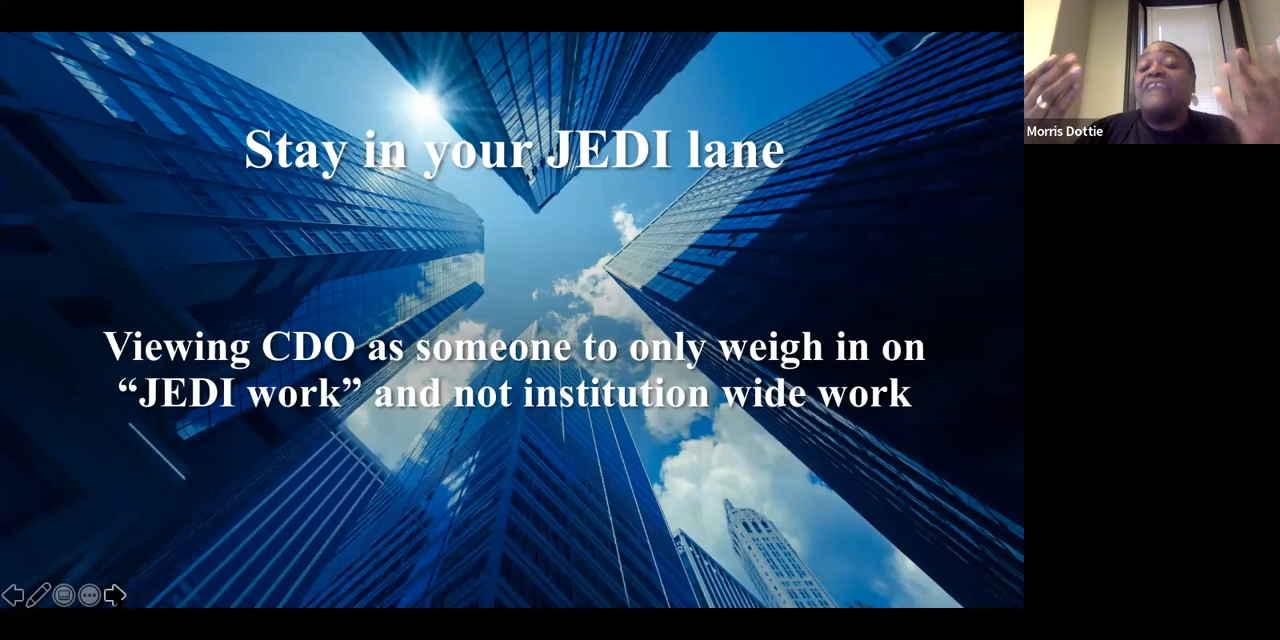 Stay in your JEDI lane
Viewing CDO as someone to only weigh in on
“JEDI work” and not institution wide work
Morris Dottie